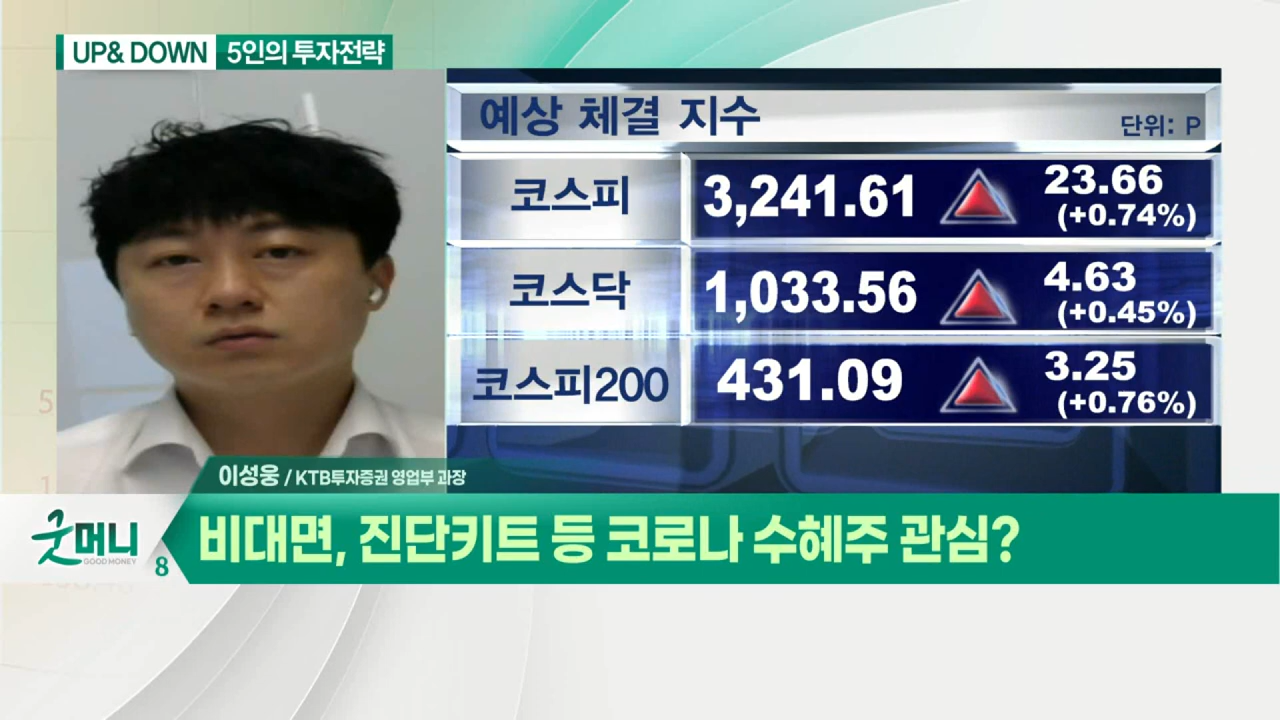 UP& DOWN 5인의 투자전략
예상 체결 지수
단위: P
코스피 3,241.61 23.66 (+0.74%)
코스닥 1,033.56 4.63 (+0.45%)
코스피200 431.09 3.25 (+0.76%)
이성웅 / KTB투자증권 영업부 과장
굿머니
GOOD MONEY
8
비대면, 진단키트 등 코로나 수혜주 관심?
5
1